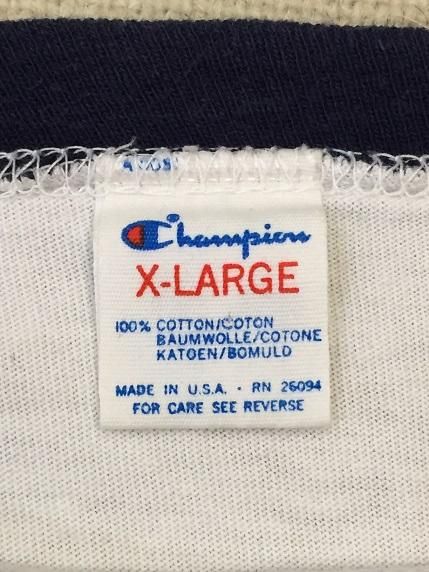 Champion
X-LARGE
100% COTTON/COTON
BAUMWOLLE/COTONE
KATOEN/BOMULD
MADE IN U.S.A. · RN 26094
FOR CARE SEE REVERSE